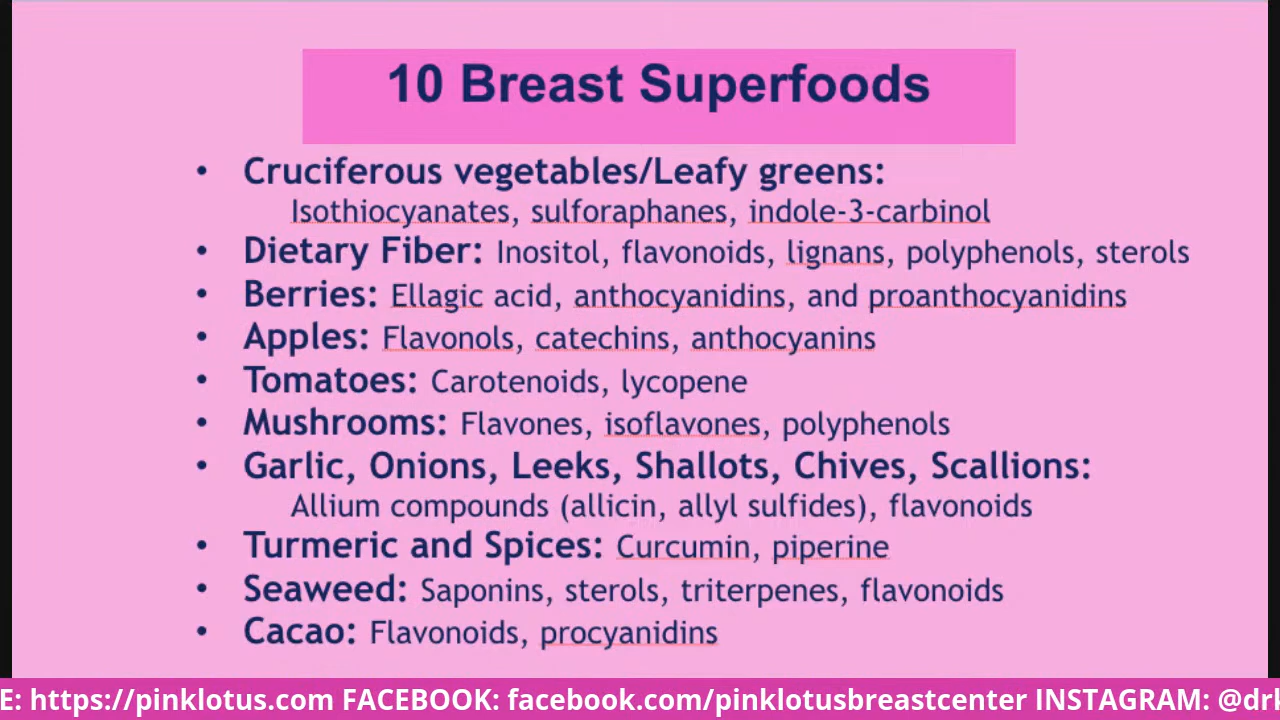 10 Breast Superfoods
• Cruciferous vegetables/Leafy greens:
Isothiocyanates, sulforaphanes, indole-3-carbinol
• Dietary Fiber: Inositol, flavonoids, lignans, polyphenols, sterols
• Berries: Ellagic acid, anthocyanidins, and proanthocyanidins
• Apples: Flavonols, catechins, anthocyanins
• Tomatoes: Carotenoids, lycopene
• Mushrooms: Flavones, isoflavones, polyphenols
• Garlic, Onions, Leeks, Shallots, Chives, Scallions:
Allium compounds (allicin, allyl sulfides), flavonoids
• Turmeric and Spices: Curcumin, piperine
• Seaweed: Saponins, sterols, triterpenes, flavonoids
• Cacao: Flavonoids, procyanidins
https://pinklotus.com FACEBOOK: facebook.com/pinklotusbreastcenter INSTAGRAM: